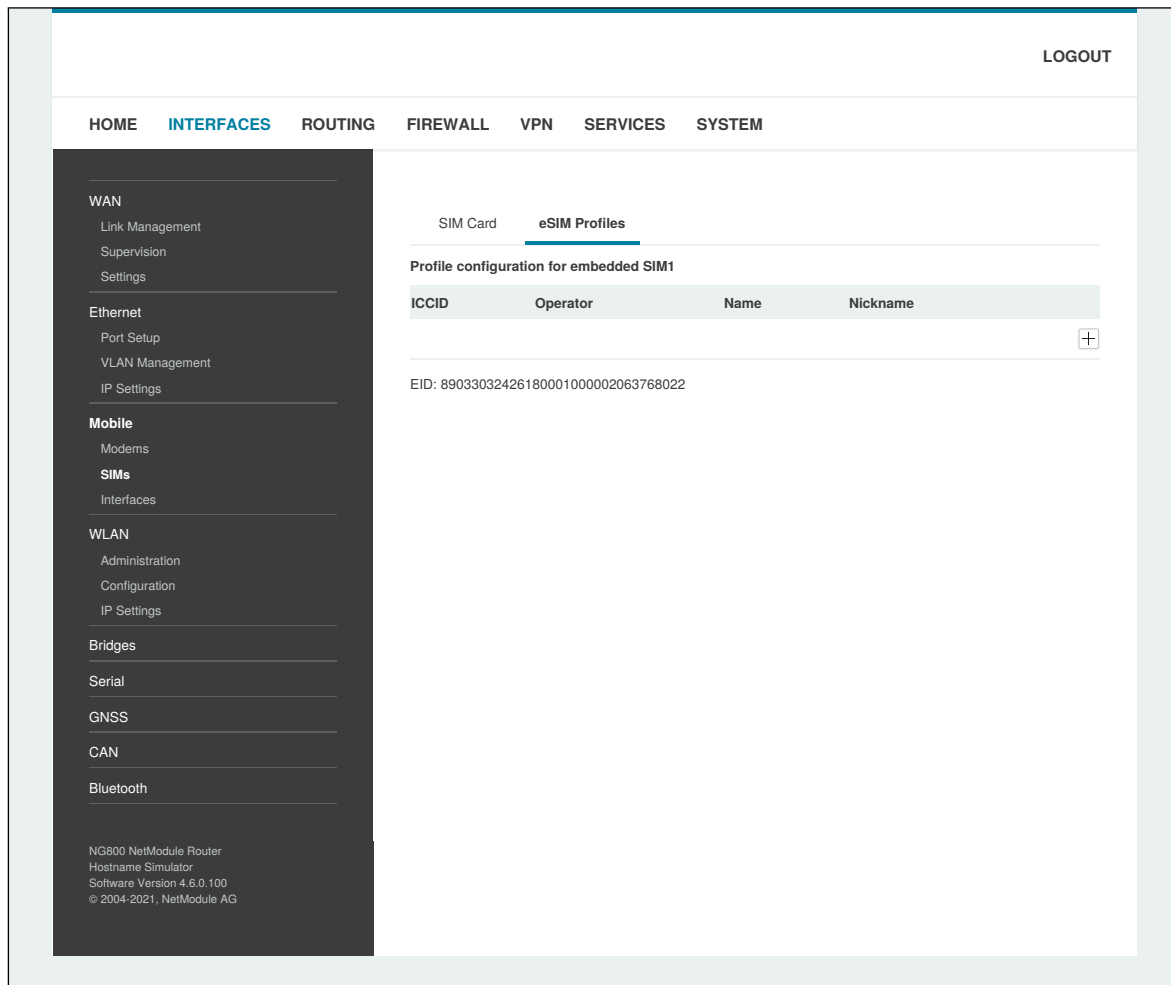 LOGOUT
HOME INTERFACES ROUTING FIREWALL VPN SERVICES SYSTEM
WAN
Link Management
Supervision
Settings
Ethernet
Port Setup
VLAN Management
IP Settings
Mobile
Modems
SIMs
Interfaces
WLAN
Administration
Configuration
IP Settings
Bridges
Serial
GNSS
CAN
Bluetooth
NG800 NetModule Router
Hostname Simulator
Software Version 4.6.0.100
© 2004-2021, NetModule AG
SIM Card eSIM Profiles
Profile configuration for embedded SIM1
ICCID Operator Name Nickname
EID: 89033032426180001000002063768022